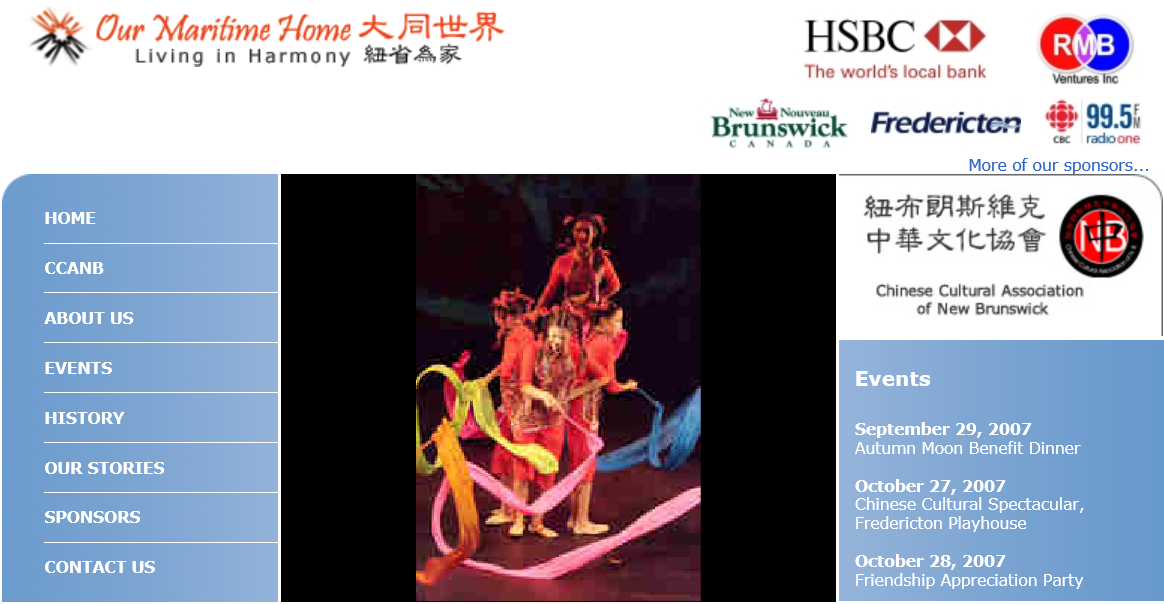 Our Maritime Home 大同世界
Living in Harmony 紐省為家
HSBC
The world's local bank
RMB
Ventures Inc
New Nouveau
Brunswick
CANADA
Fredericton
CBC
99.5 FM
radio one
More of our sponsors...
HOME
CCANB
ABOUT US
EVENTS
HISTORY
OUR STORIES
SPONSORS
CONTACT US
紐布朗斯維克
中華文化協會
NB
中
Chinese Cultural Association
of New Brunswick
Events
September 29, 2007
Autumn Moon Benefit Dinner
October 27, 2007
Chinese Cultural Spectacular,
Fredericton Playhouse
October 28, 2007
Friendship Appreciation Party